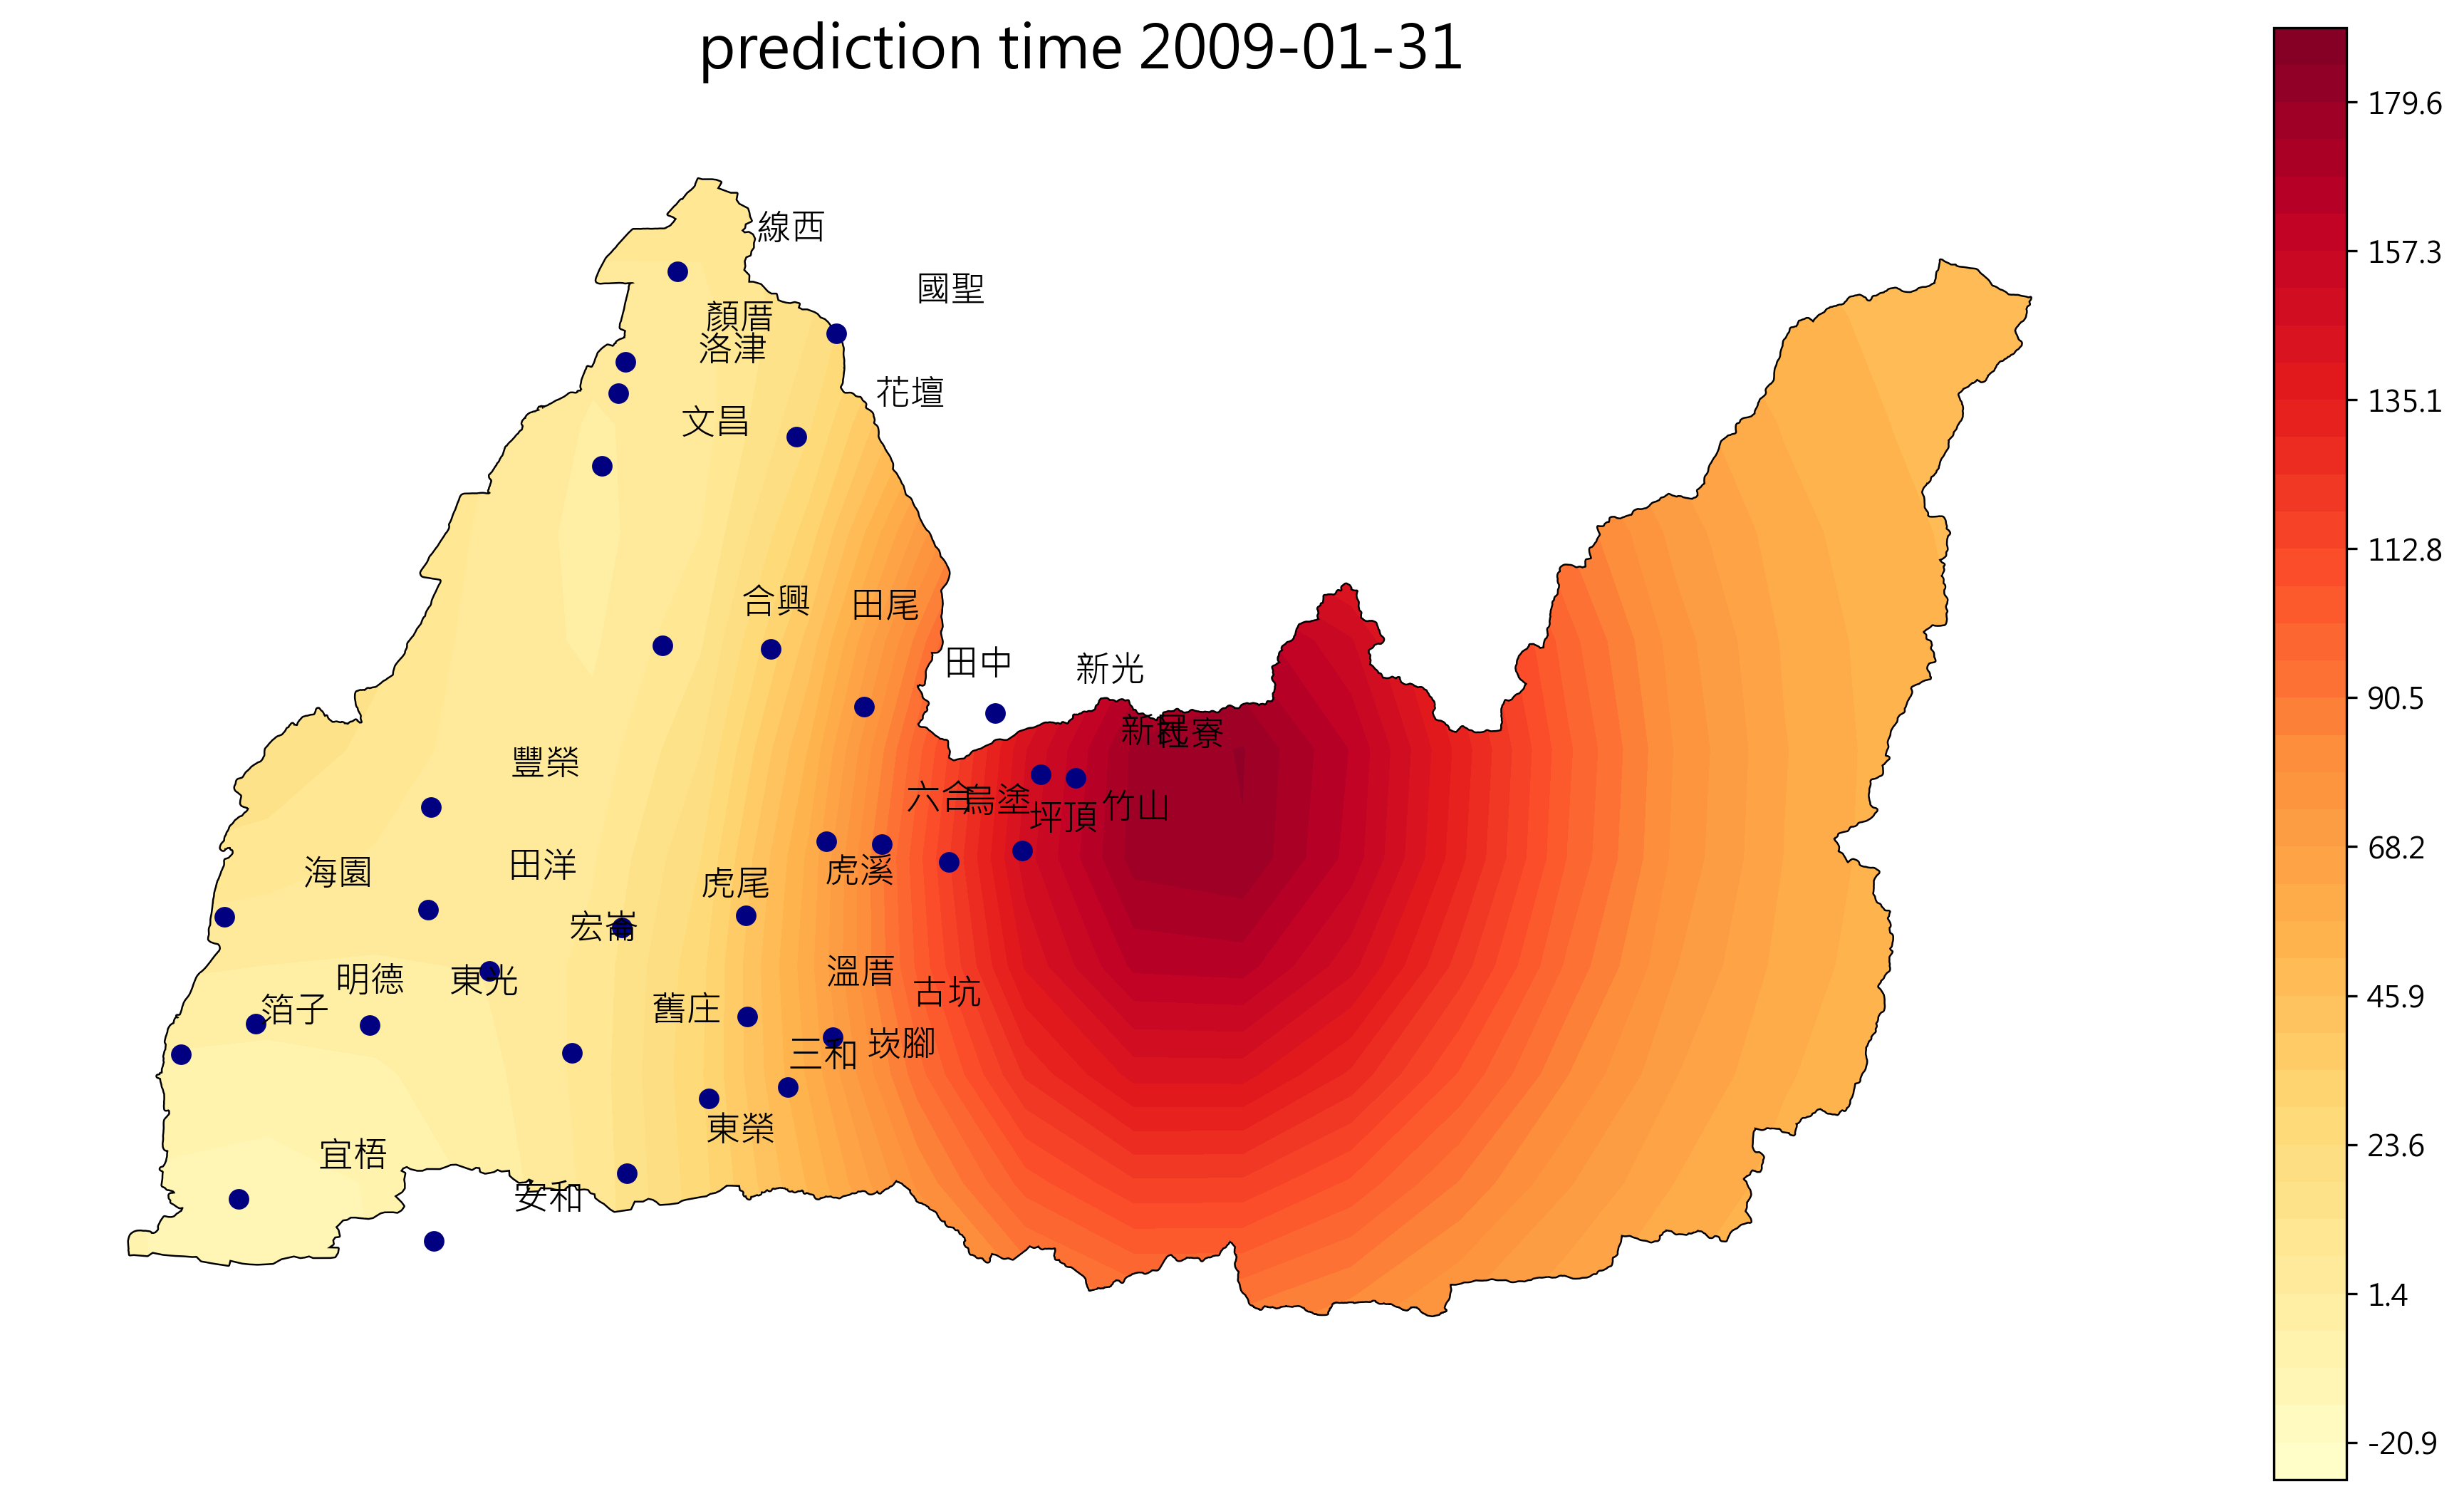 prediction time 2009-01-31
線西
國聖
顏厝
洛津
花壇
文昌
合興
田尾
田中
新光
新民
社寮
豐榮
六合
烏塗
坪頂
竹山
海園
田洋
虎尾
虎溪
宏崙
明德
東光
溫厝
古坑
箔子
舊庄
三和
崁腳
東榮
宜梧
安和
179.6
157.3
135.1
112.8
90.5
68.2
45.9
23.6
1.4
-20.9